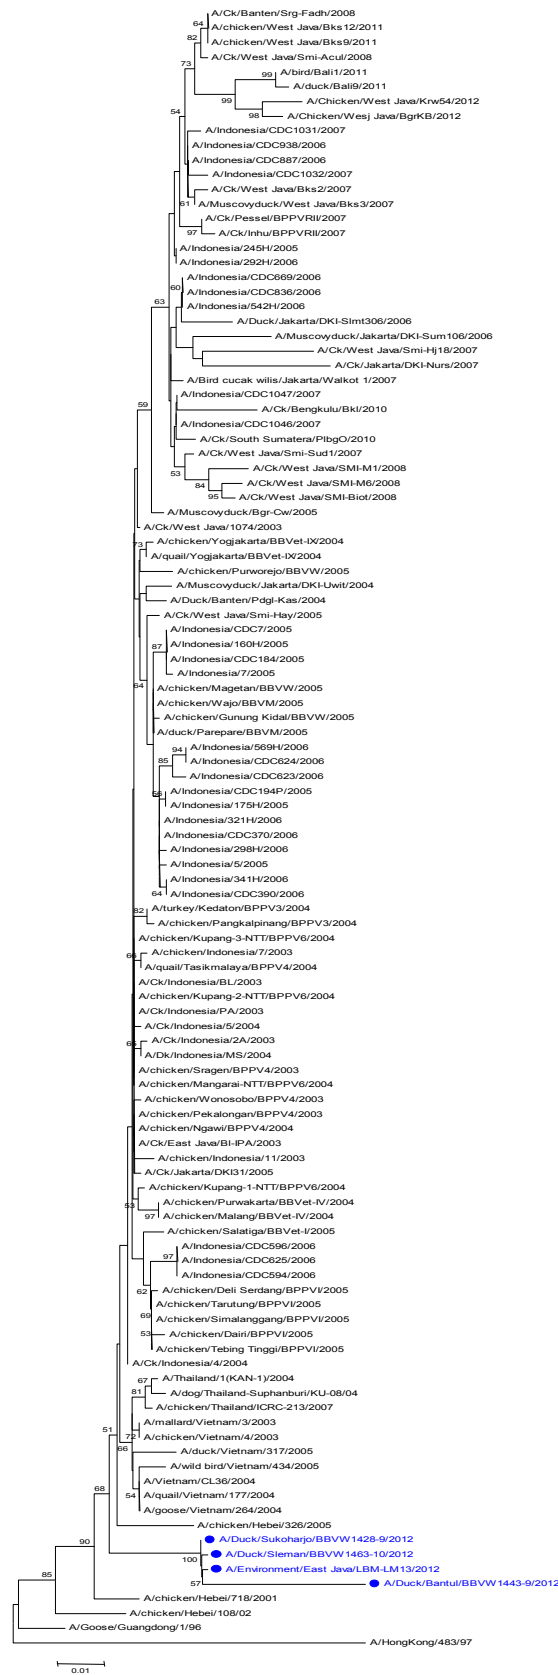 A/Ck/Banten/Srg-Fadh/2008
64
A/chicken/West Java/Bks12/2011
82
A/chicken/West Java/Bks9/2011
A/Ck/West Java/Smi-Acul/2008
73
A/bird/Bali1/2011
99
A/duck/Bali9/2011
99
A/Chicken/West Java/Krw54/2012
54
98
A/Chicken/Wesj Java/BgrKB/2012
A/Indonesia/CDC1031/2007
A/Indonesia/CDC938/2006
A/Indonesia/CDC887/2006
A/Indonesia/CDC1032/2007
A/Ck/West Java/Bks2/2007
61
A/Muscovyduck/West Java/Bks3/2007
A/Ck/Pessel/BPPVRII/2007
97
A/Ck/Inhu/BPPVRII/2007
A/Indonesia/245H/2005
A/Indonesia/292H/2006
A/Indonesia/CDC669/2006
60
A/Indonesia/CDC836/2006
63
A/Indonesia/542H/2006
A/Duck/Jakarta/DKI-Slmt306/2006
A/Muscovyduck/Jakarta/DKI-Sum106/2006
A/Ck/West Java/Smi-Hj18/2007
A/Ck/Jakarta/DKI-Nurs/2007
A/Bird cucak wilis/Jakarta/Walkot 1/2007
A/Indonesia/CDC1047/2007
59
A/Ck/Bengkulu/Bkl/2010
A/Indonesia/CDC1046/2007
A/Ck/South Sumatera/PlbgO/2010
A/Ck/West Java/Smi-Sud1/2007
53
A/Ck/West Java/SMI-M1/2008
84
A/Ck/West Java/SMI-M6/2008
95
A/Ck/West Java/SMI-Biot/2008
A/Muscovyduck/Bgr-Cw/2005
A/Ck/West Java/1074/2003
73
A/chicken/Yogjakarta/BBVet-IX/2004
A/quail/Yogjakarta/BBVet-IX/2004
A/chicken/Purworejo/BBVW/2005
A/Muscovyduck/Jakarta/DKI-Uwit/2004
A/Duck/Banten/Pdgl-Kas/2004
A/Ck/West Java/Smi-Hay/2005
A/Indonesia/CDC7/2005
87
A/Indonesia/160H/2005
A/Indonesia/CDC184/2005
A/Indonesia/7/2005
64
A/chicken/Magetan/BBVW/2005
A/chicken/Wajo/BBVM/2005
A/chicken/Gunung Kidal/BBVW/2005
A/duck/Parepare/BBVM/2005
94
A/Indonesia/569H/2006
85
A/Indonesia/CDC624/2006
A/Indonesia/CDC623/2006
A/Indonesia/CDC194P/2005
A/Indonesia/175H/2005
A/Indonesia/321H/2006
A/Indonesia/CDC370/2006
A/Indonesia/298H/2006
A/Indonesia/5/2005
A/Indonesia/341H/2006
64
A/Indonesia/CDC390/2006
82
A/turkey/Kedaton/BPPV3/2004
A/chicken/Pangkalpinang/BPPV3/2004
A/chicken/Kupang-3-NTT/BPPV6/2004
A/chicken/Indonesia/7/2003
A/quail/Tasikmalaya/BPPV4/2004
A/Ck/Indonesia/BL/2003
A/chicken/Kupang-2-NTT/BPPV6/2004
A/Ck/Indonesia/PA/2003
A/Ck/Indonesia/5/2004
A/Ck/Indonesia/2A/2003
A/Dk/Indonesia/MS/2004
A/chicken/Sragen/BPPV4/2003
A/chicken/Mangarai-NTT/BPPV6/2004
A/chicken/Wonosobo/BPPV4/2003
A/chicken/Pekalongan/BPPV4/2003
A/chicken/Ngawi/BPPV4/2004
A/Ck/East Java/BI-IPA/2003
A/chicken/Indonesia/11/2003
A/Ck/Jakarta/DKI31/2005
A/chicken/Kupang-1-NTT/BPPV6/2004
53
A/chicken/Purwakarta/BBVet-IV/2004
97
A/chicken/Malang/BBVet-IV/2004
A/chicken/Salatiga/BBVet-I/2005
A/Indonesia/CDC596/2006
97
A/Indonesia/CDC625/2006
A/Indonesia/CDC594/2006
62
A/chicken/Deli Serdang/BPPVI/2005
A/chicken/Tarutung/BPPVI/2005
69
A/chicken/Simalanggang/BPPVI/2005
53
A/chicken/Dairi/BPPVI/2005
A/chicken/Tebing Tinggi/BPPVI/2005
A/Ck/Indonesia/4/2004
67
A/Thailand/1(KAN-1)/2004
81
A/dog/Thailand-Suphanburi/KU-08/04
A/chicken/Thailand/ICRC-213/2007
A/mallard/Vietnam/3/2003
51
72
A/chicken/Vietnam/4/2003
66
A/duck/Vietnam/317/2005
A/wild bird/Vietnam/434/2005
A/Vietnam/CL36/2004
68
54
A/quail/Vietnam/177/2004
A/goose/Vietnam/264/2004
A/chicken/Hebei/326/2005
90
A/Duck/Sukoharjo/BBVW1428-9/2012
A/Duck/Sleman/BBVW1463-10/2012
100
A/Environment/East Java/LBM-LM13/2012
85
57
A/Duck/Bantul/BBVW1443-9/2012
A/chicken/Hebei/718/2001
A/chicken/Hebei/108/02
A/Goose/Guangdong/1/96
A/HongKong/483/97
0.01